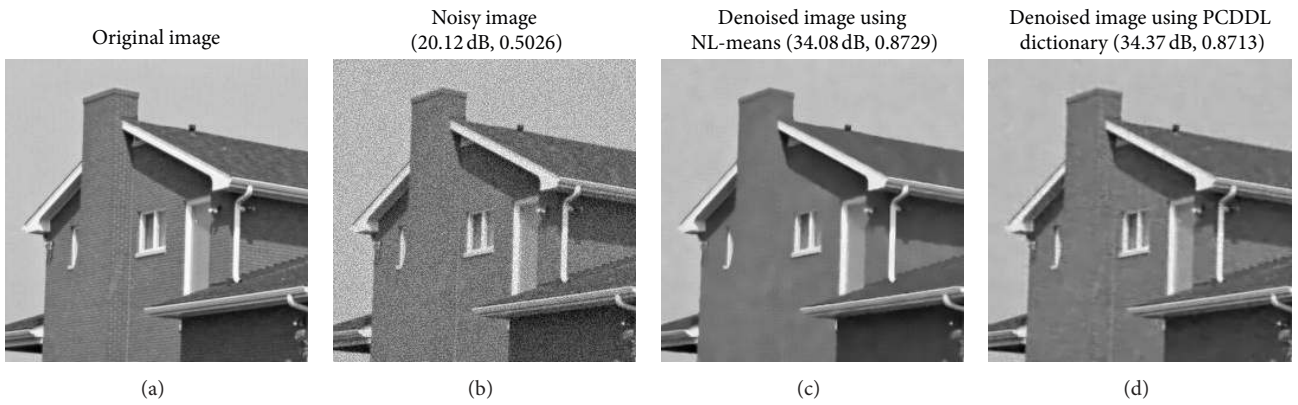 Original image
Noisy image
(20.12 dB, 0.5026)
Denoised image using
NL-means (34.08 dB, 0.8729)
Denoised image using PCDDL
dictionary (34.37 dB, 0.8713)
(a)
(b)
(c)
(d)